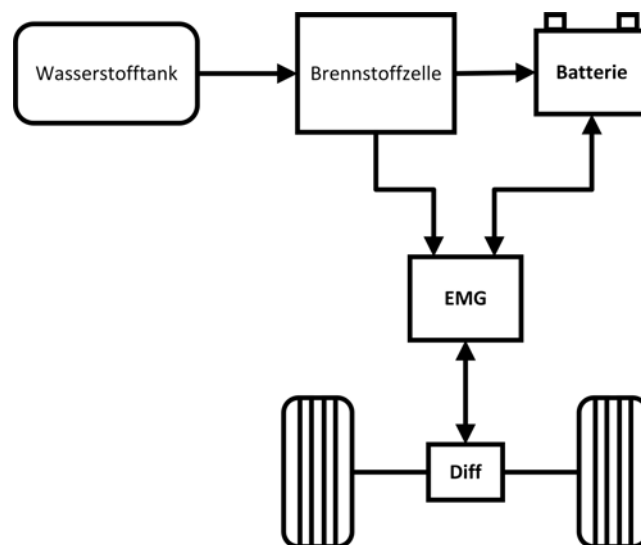 Wasserstofftank
Brennstoffzelle
Batterie
EMG
Diff